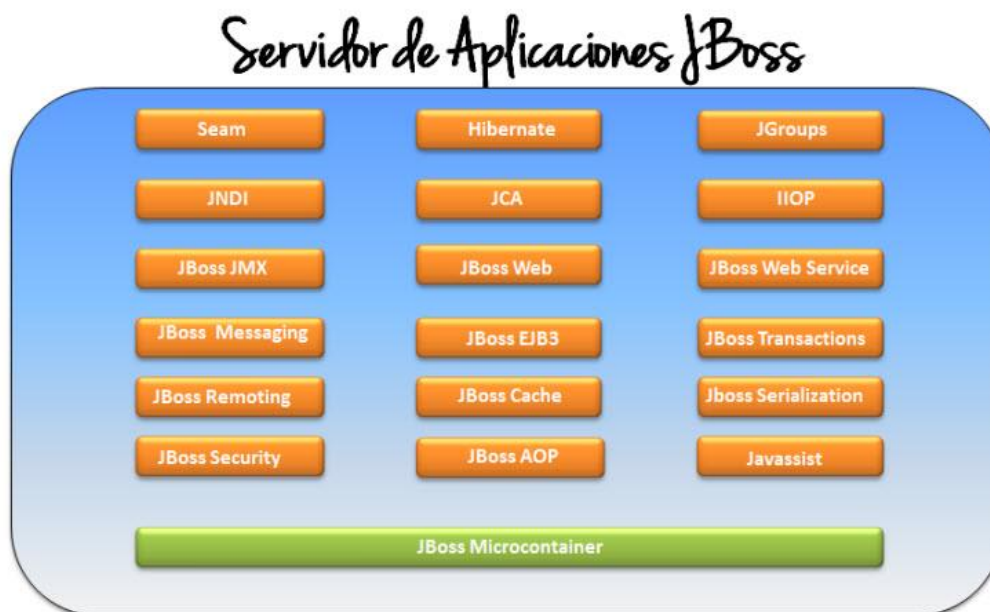 Servidor de Aplicaciones JBoss
Seam
Hibernate
JGroups
JNDI
JCA
IIOP
JBoss JMX
JBoss Web
JBoss Web Service
JBoss Messaging
JBoss EJB3
JBoss Transactions
JBoss Remoting
JBoss Cache
Jboss Serialization
JBoss Security
JBoss AOP
Javassist
JBoss Microcontainer